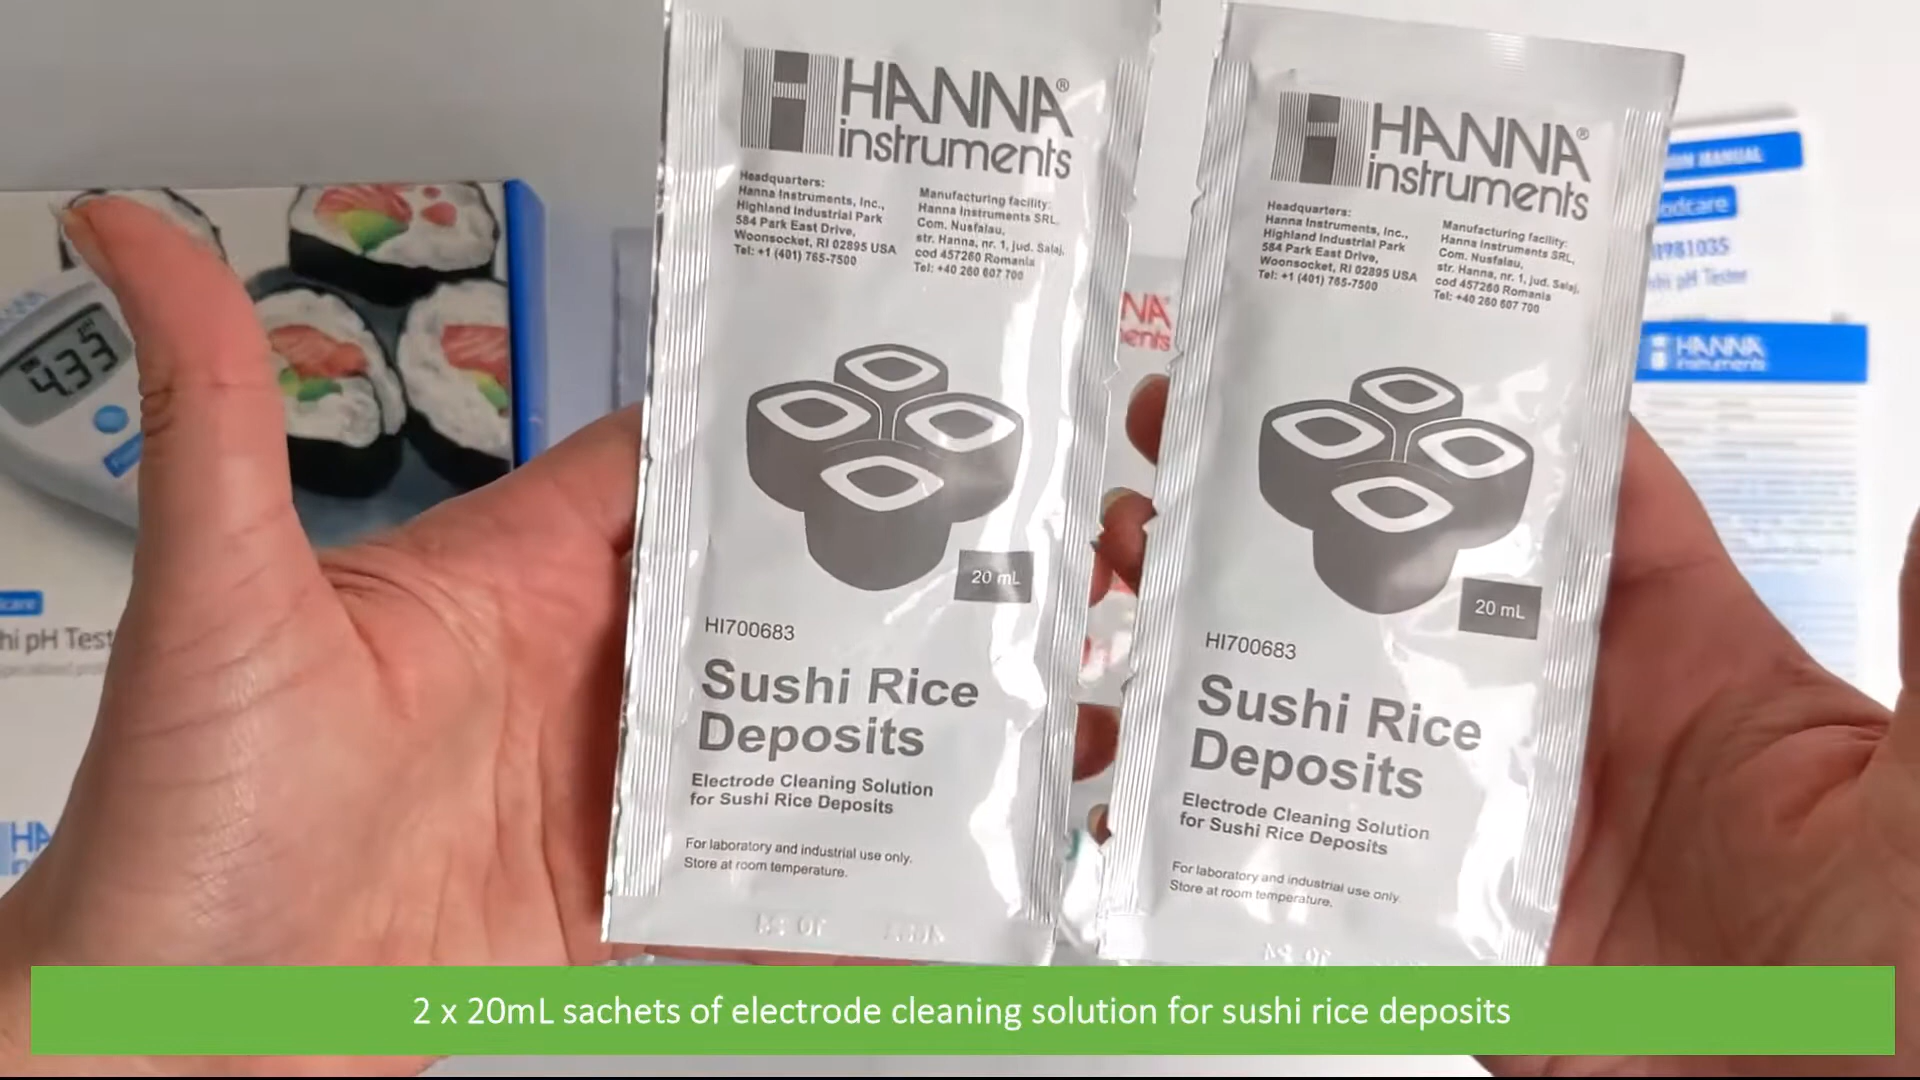 HANNA®
instruments
Headquarters:
Hanna Instruments, Inc.,
Highland Industrial Park
584 Park East Drive,
Woonsocket, RI 02895 USA
Tel: +1 (401) 765-7500
Manufacturing facility:
Hanna Instruments SRL,
Com. Nusfalau,
str. Hanna, nr. 1, jud. Salaj,
cod 457260 Romania
Tel: +40 260 607 700
20 mL
HI700683
Sushi Rice
Deposits
Electrode Cleaning Solution
for Sushi Rice Deposits
For laboratory and industrial use only.
Store at room temperature.
HANNA®
instruments
Headquarters:
Hanna Instruments, Inc.,
Highland Industrial Park
584 Park East Drive,
Woonsocket, RI 02895 USA
Tel: +1 (401) 765-7500
Manufacturing facility:
Hanna Instruments SRL,
Com. Nusfalau,
str. Hanna, nr. 1, jud. Salaj,
cod 457260 Romania
Tel: +40 260 607 700
20 mL
HI700683
Sushi Rice
Deposits
Electrode Cleaning Solution
for Sushi Rice Deposits
For laboratory and industrial use only.
Store at room temperature.
4.33
pH Test
MANUAL
pH Tester
HANNA
instruments
2 x 20mL sachets of electrode cleaning solution for sushi rice deposits